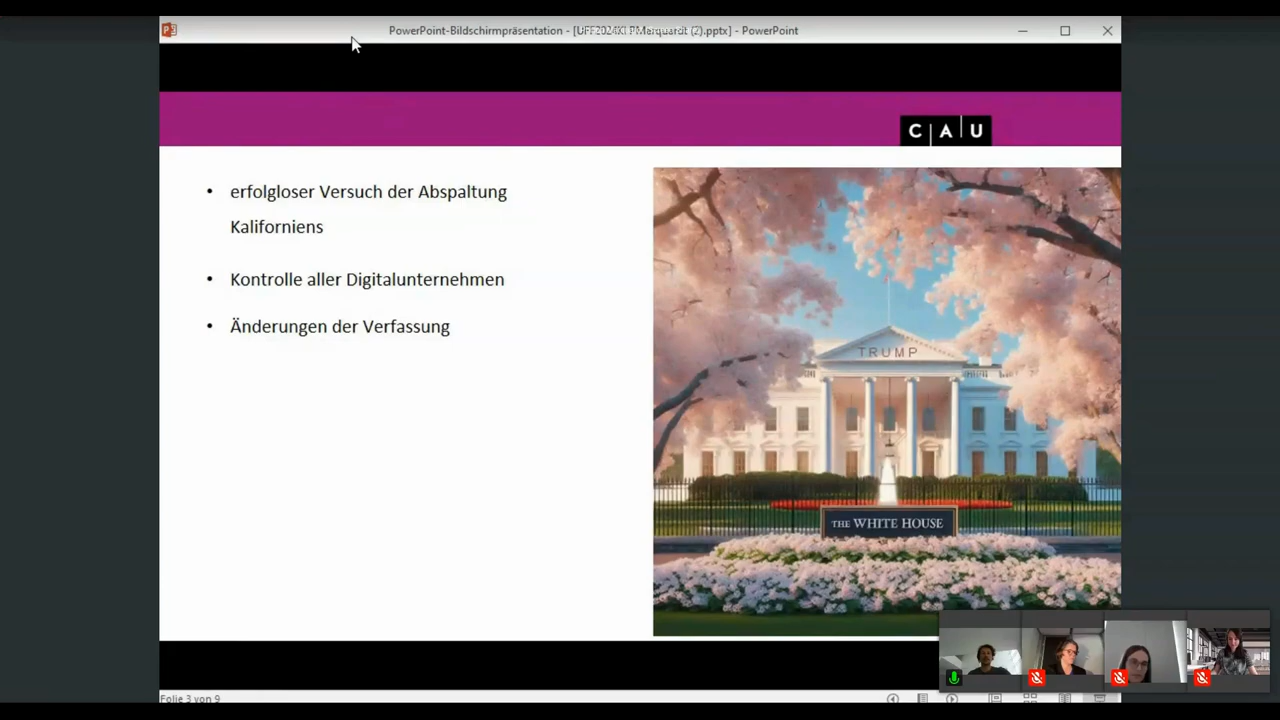 PowerPoint-Bildschirmpräsentation - [UFF2024KI PMarquardt (2).pptx] - PowerPoint
C A U
• erfolgloser Versuch der Abspaltung
Kaliforniens
• Kontrolle aller Digitalunternehmen
• Änderungen der Verfassung
TRUMP
THE WHITE HOUSE
Folie 3 von 9